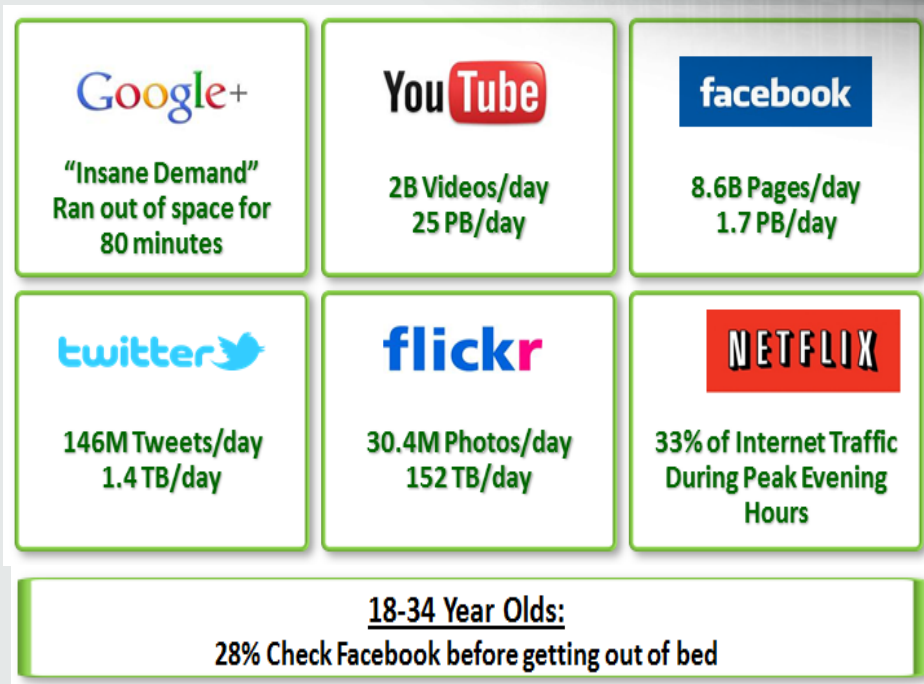 Google+
“Insane Demand”
Ran out of space for
80 minutes
YouTube
2B Videos/day
25 PB/day
facebook
8.6B Pages/day
1.7 PB/day
twitter
146M Tweets/day
1.4 TB/day
flickr
30.4M Photos/day
152 TB/day
NETFLIX
33% of Internet Traffic
During Peak Evening
Hours
18-34 Year Olds:
28% Check Facebook before getting out of bed